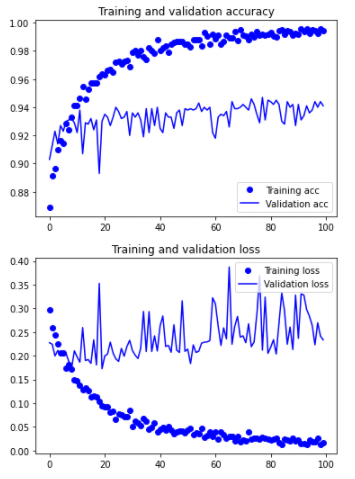 Training and validation accuracy
1.00
0.98
0.96
0.94
0.92
0.90
0.88
Training acc
Validation acc
0 20 40 60 80 100
Training and validation loss
0.40
0.35
0.30
0.25
0.20
0.15
0.10
0.05
0.00
Training loss
Validation loss
0 20 40 60 80 100